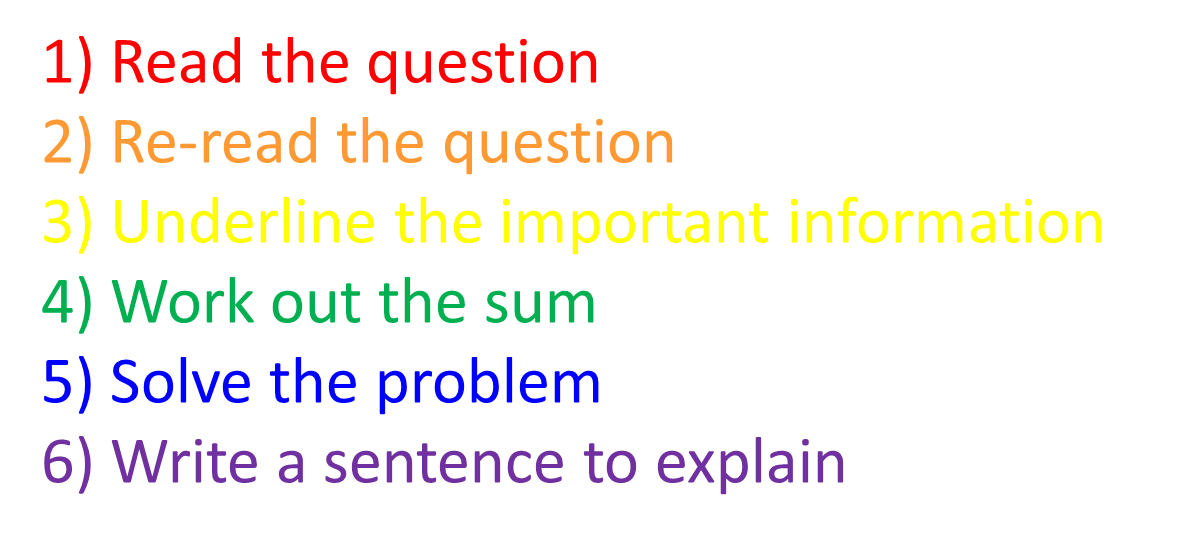 1) Read the question
2) Re-read the question
3) Underline the important information
4) Work out the sum
5) Solve the problem
6) Write a sentence to explain